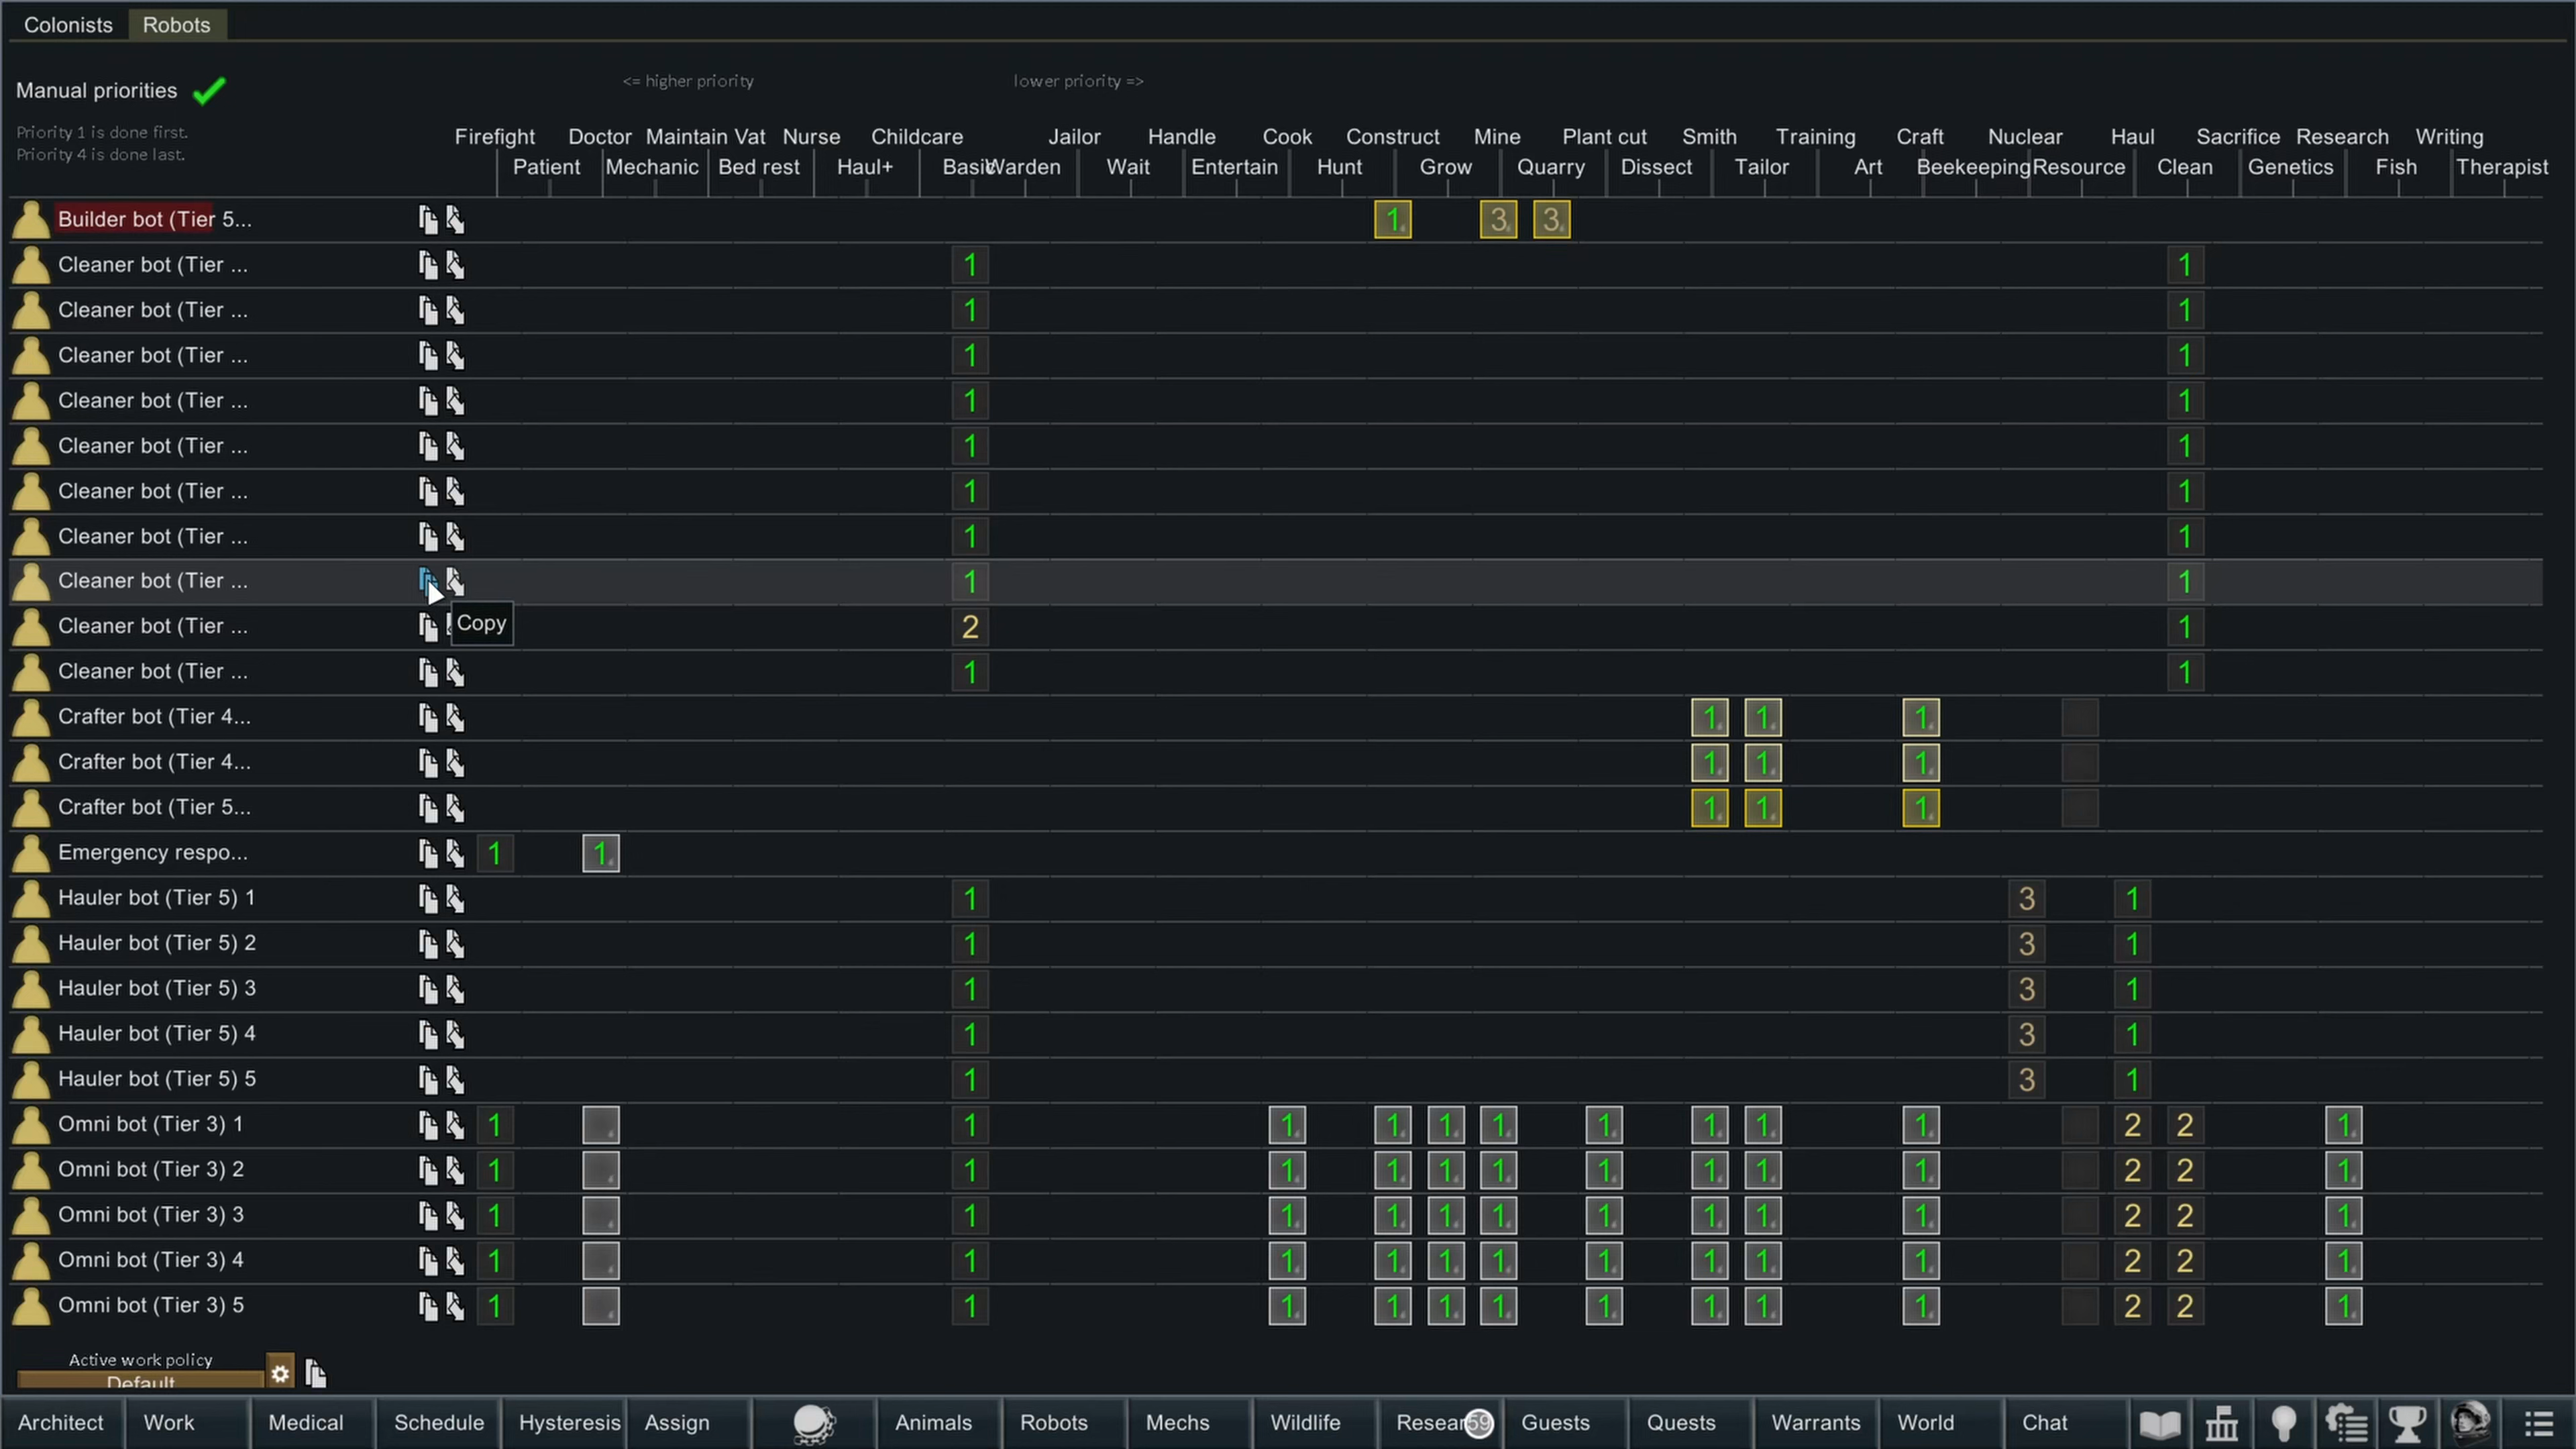 Colonists Robots
Manual priorities
<= higher priority lower priority =>
Priority 1 is done first.
Priority 4 is done last.
Firefight Doctor Maintain Vat Nurse Childcare Jailor Handle Cook Construct Mine Plant cut Smith Training Craft Nuclear Haul Sacrifice Research Writing
Patient Mechanic Bed rest Haul+ Basic Warden Wait Entertain Hunt Grow Quarry Dissect Tailor Art Beekeeping Resource Clean Genetics Fish Therapist
Builder bot (Tier 5... 1 3 3
Cleaner bot (Tier ... 1 1
Cleaner bot (Tier ... 1 1
Cleaner bot (Tier ... 1 1
Cleaner bot (Tier ... 1 1
Cleaner bot (Tier ... 1 1
Cleaner bot (Tier ... 1 1
Cleaner bot (Tier ... 1 1
Cleaner bot (Tier ... 1 1
Copy
Cleaner bot (Tier ... 2 1
Cleaner bot (Tier ... 1 1
Crafter bot (Tier 4... 1 1 1
Crafter bot (Tier 4... 1 1 1
Crafter bot (Tier 5... 1 1 1
Emergency respo... 1 1
Hauler bot (Tier 5) 1 1 3 1
Hauler bot (Tier 5) 2 1 3 1
Hauler bot (Tier 5) 3 1 3 1
Hauler bot (Tier 5) 4 1 3 1
Hauler bot (Tier 5) 5 1 3 1
Omni bot (Tier 3) 1 1 1 1 1 1 1 1 1 1 1 2 2 1
Omni bot (Tier 3) 2 1 1 1 1 1 1 1 1 1 1 2 2 1
Omni bot (Tier 3) 3 1 1 1 1 1 1 1 1 1 1 2 2 1
Omni bot (Tier 3) 4 1 1 1 1 1 1 1 1 1 1 2 2 1
Omni bot (Tier 3) 5 1 1 1 1 1 1 1 1 1 1 2 2 1
Active work policy
Default
Architect Work Medical Schedule Hysteresis Assign Animals Robots Mechs Wildlife Resear 59 Guests Quests Warrants World Chat